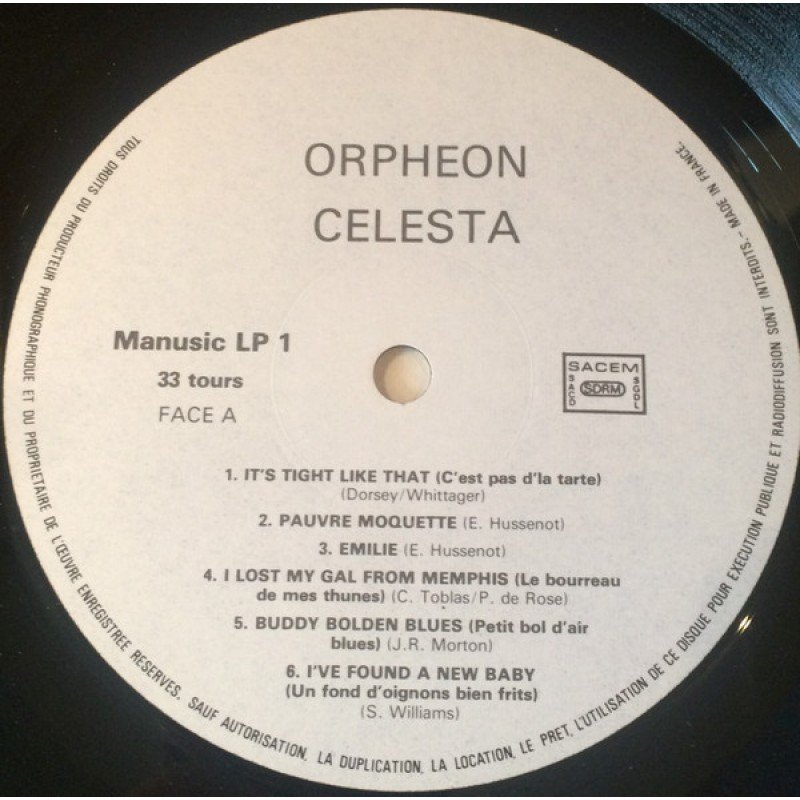 ORPHEON
CELESTA
Manusic LP 1
33 tours
FACE A
SACEM
SACD
SDRM
SGDL
1. IT'S TIGHT LIKE THAT (C'est pas d'la tarte)
(Dorsey/Whittager)
2. PAUVRE MOQUETTE (E. Hussenot)
3. EMILIE (E. Hussenot)
4. I LOST MY GAL FROM MEMPHIS (Le bourreau
de mes thunes) (C. Toblas/P. de Rose)
5. BUDDY BOLDEN BLUES (Petit bol d'air
blues) (J.R. Morton)
6. I'VE FOUND A NEW BABY
(Un fond d'oignons bien frits)
(S. Williams)
TOUS DROITS DU PRODUCTEUR PHONOGRAPHIQUE ET DU PROPRIETAIRE DE L'ŒUVRE ENREGISTREE RESERVES. SAUF AUTORISATION, LA DUPLICATION, LA LOCATION, LE PRET, L'UTILISATION DE CE DISQUE POUR EXECUTION PUBLIQUE ET RADIODIFFUSION SONT INTERDITS. - MADE IN FRANCE.